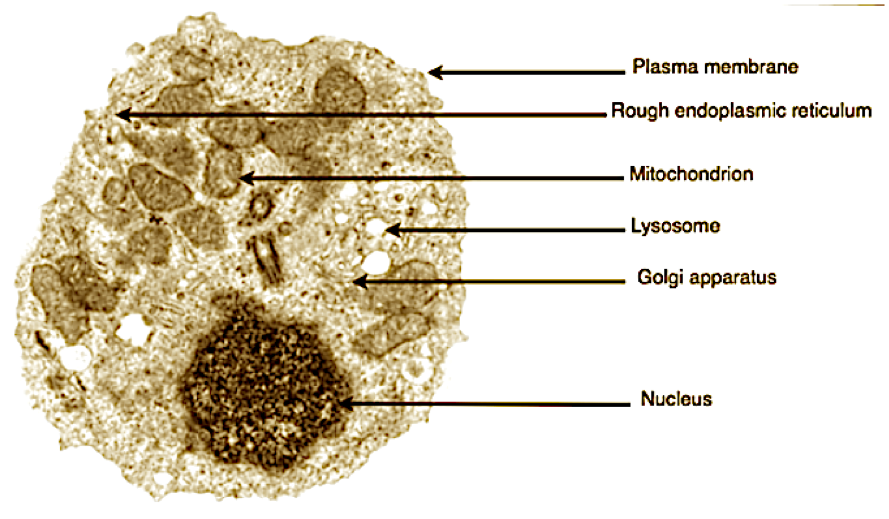 Plasma membrane
Rough endoplasmic reticulum
Mitochondrion
Lysosome
Golgi apparatus
Nucleus